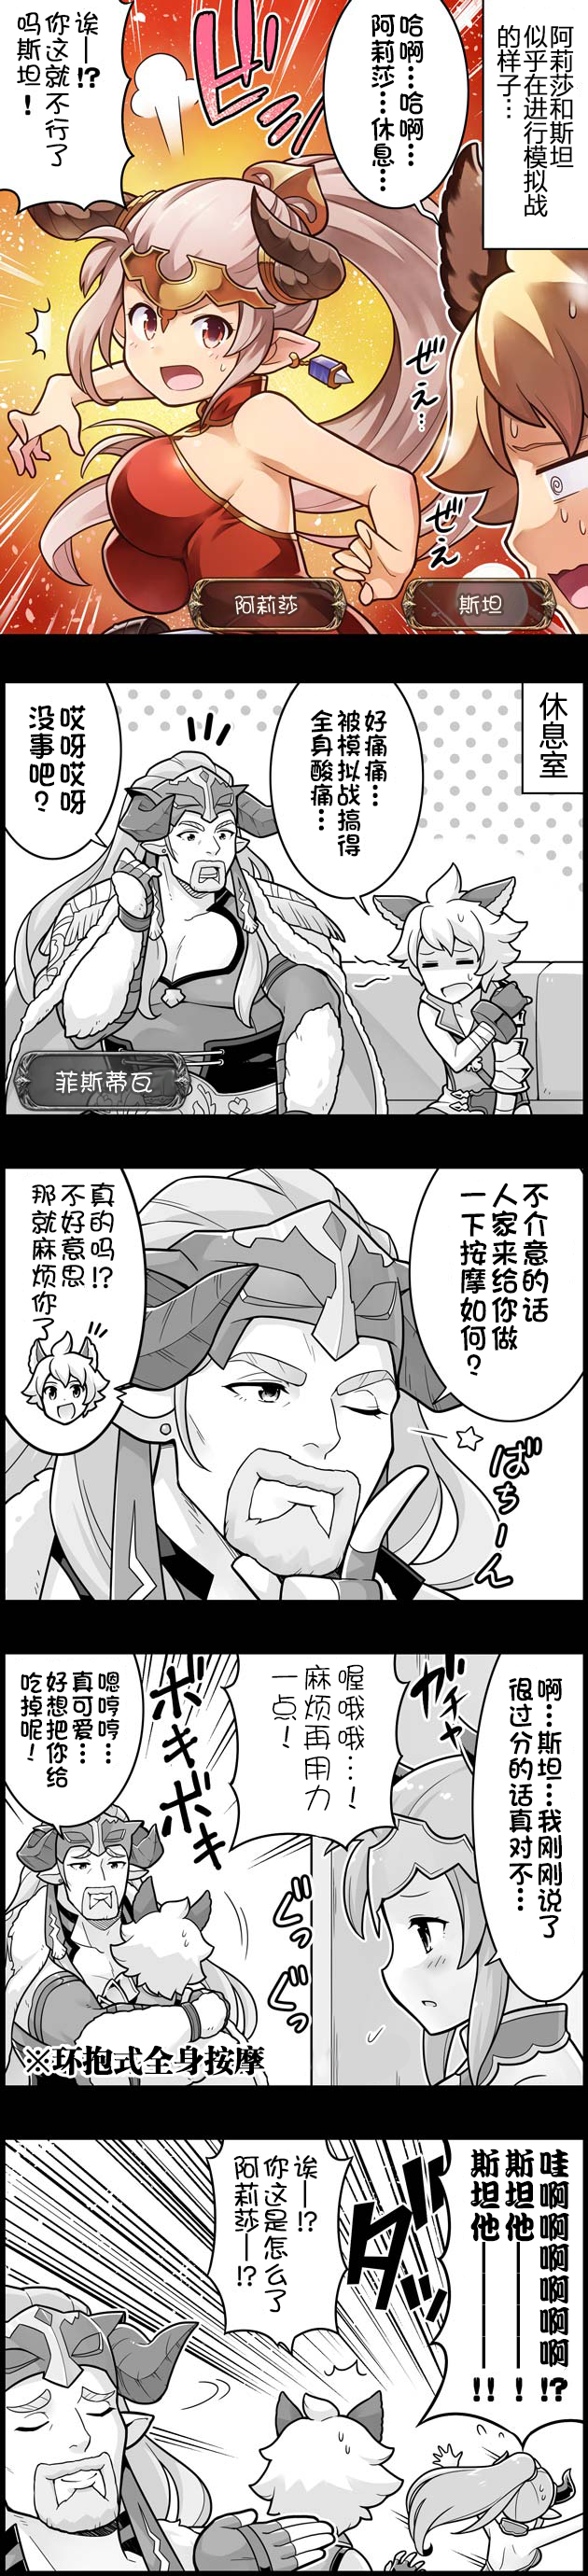 阿莉莎和斯坦
似乎在进行模拟战
的样子…
哈啊…哈啊…
阿莉莎…休息…
诶—!?
你这就不行了
吗斯坦！
ビシ
ぜぇ…
ぜぇ
阿莉莎
斯坦
休息室
好痛痛…
被模拟战搞得
全身酸痛…
哎呀哎呀
没事吧？
菲斯蒂瓦
不介意的话
人家来给你做
一下按摩如何？
真的吗!?
不好意思
那就麻烦你了
ばちーん
啊…斯坦…我刚刚说了
很过分的话真对不…
ガチャ
喔哦哦…！
麻烦再用力
一点！
ボキ
ボキ
ぐっ
ぐっ
嗯哼哼…
真可爱…
好想把你给
吃掉呢！
※环抱式全身按摩
哇啊啊啊啊啊啊!?
斯坦他————！
斯坦他————!!
ダッ
诶—!?
你这是怎么了
阿莉莎—!?